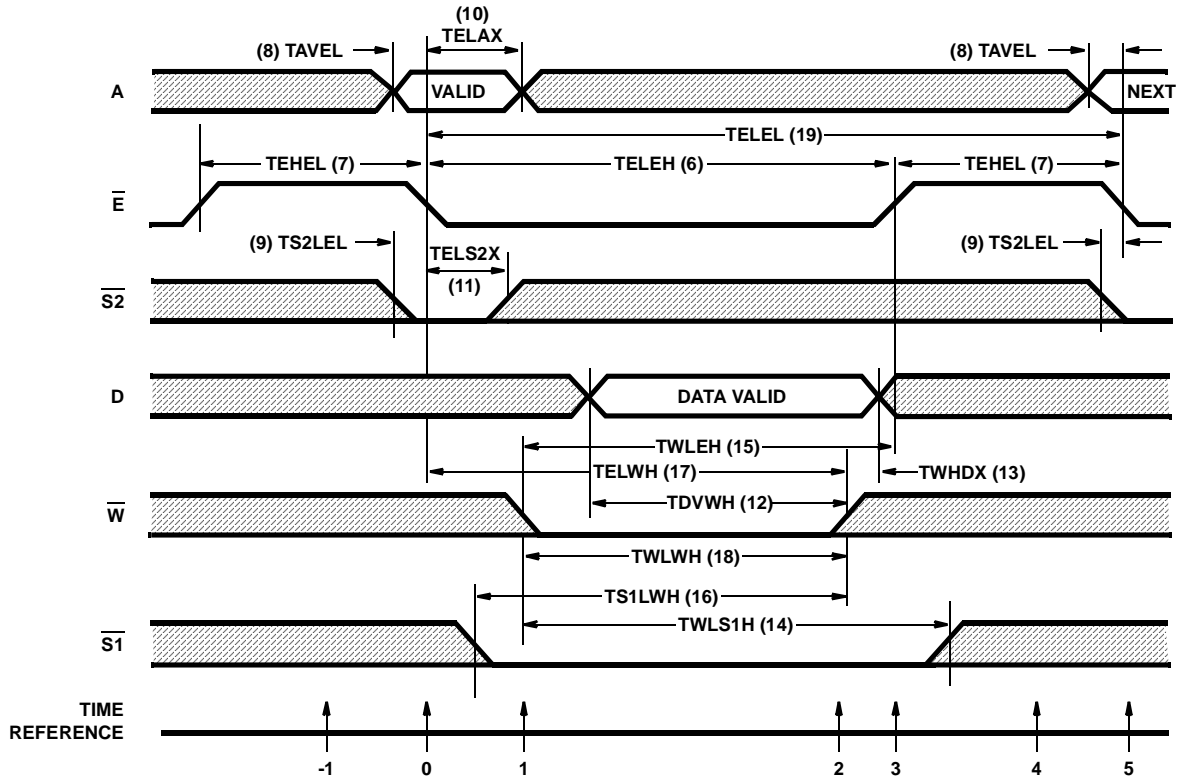 (10)
TELAX
(8) TAVEL
(8) TAVEL
A
VALID
NEXT
TELEL (19)
TEHEL (7)
TELEH (6)
TEHEL (7)
E
(9) TS2LEL
TELS2X
(11)
(9) TS2LEL
S2
D
DATA VALID
TWLEH (15)
TELWH (17)
TWHDX (13)
TDVWH (12)
W
TWLWH (18)
TS1LWH (16)
TWLS1H (14)
S1
TIME
REFERENCE
-1 0 1 2 3 4 5